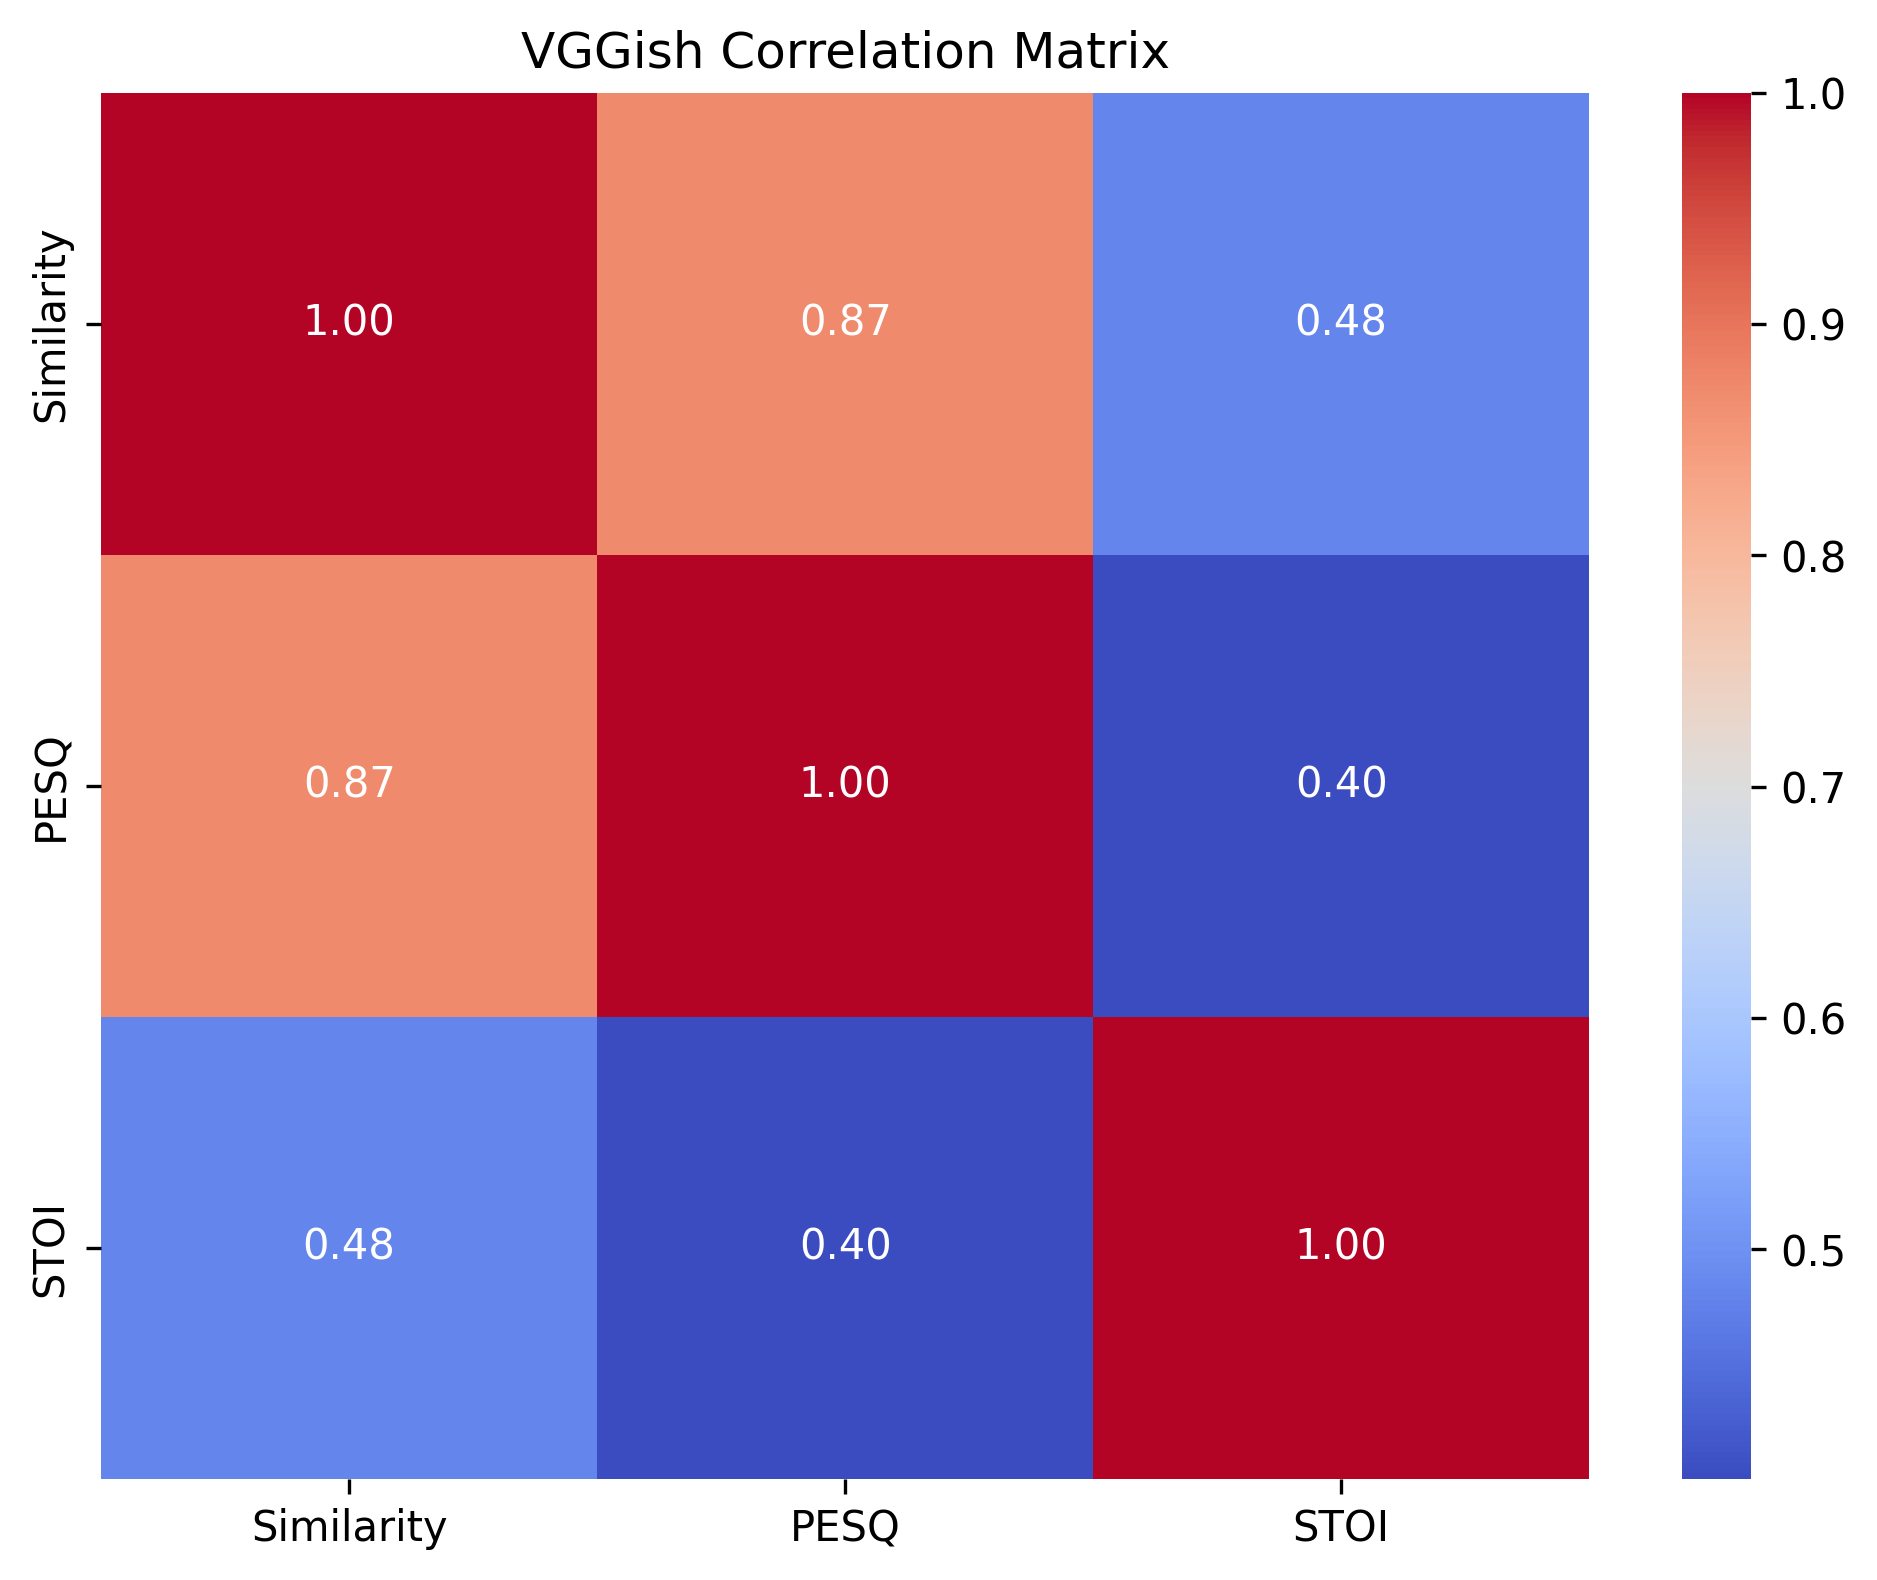 VGGish Correlation Matrix
Similarity
PESQ
STOI
1.00 0.87 0.48
0.87 1.00 0.40
0.48 0.40 1.00
Similarity PESQ STOI
1.0
0.9
0.8
0.7
0.6
0.5